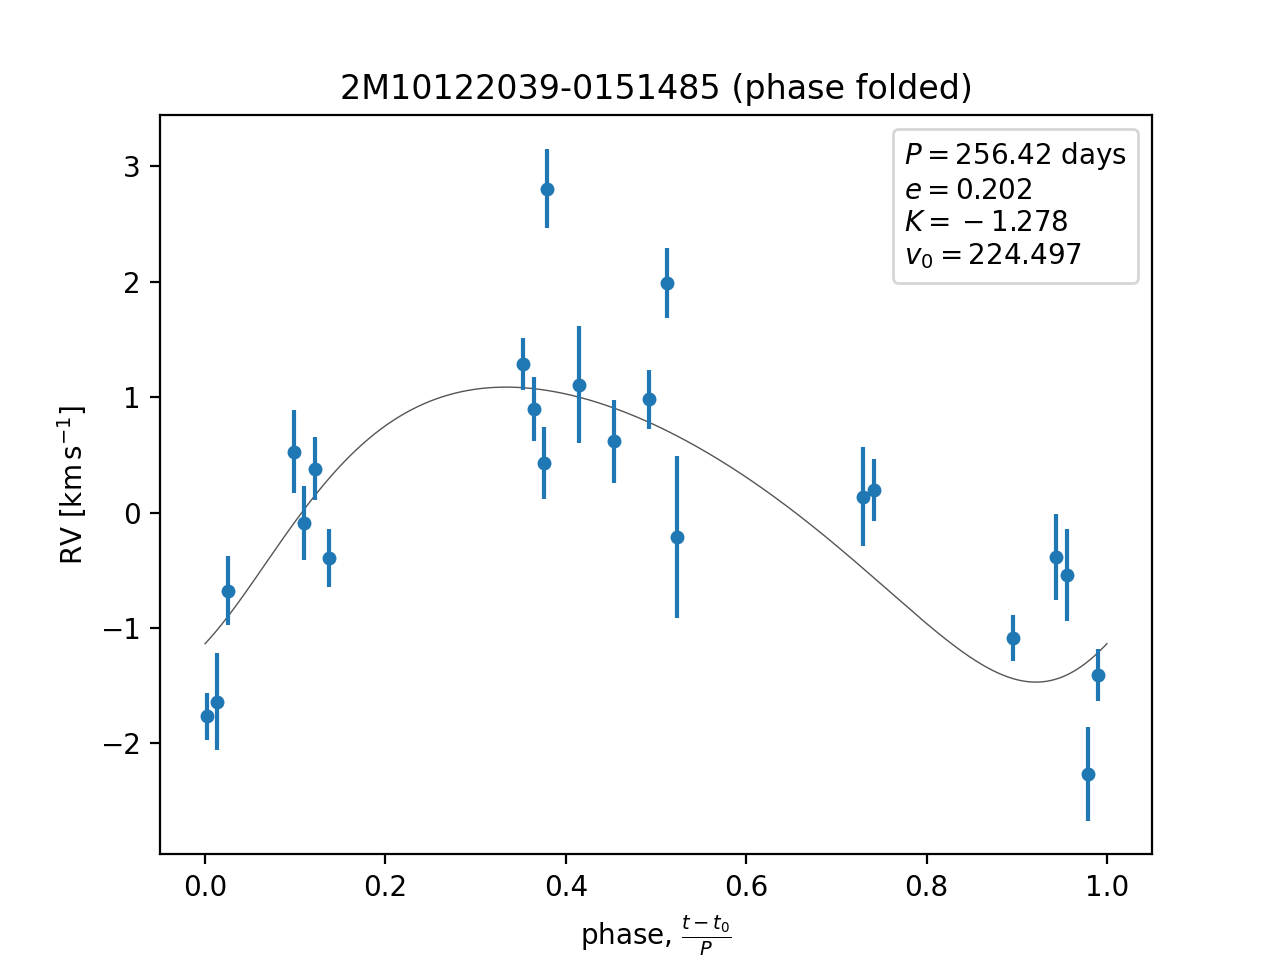 2M10122039-0151485 (phase folded)
P = 256.42 days
e = 0.202
K = −1.278
v₀ = 224.497
3
2
1
0
−1
−2
RV [km s⁻¹]
0.0 0.2 0.4 0.6 0.8 1.0
phase, (t − t₀)/P